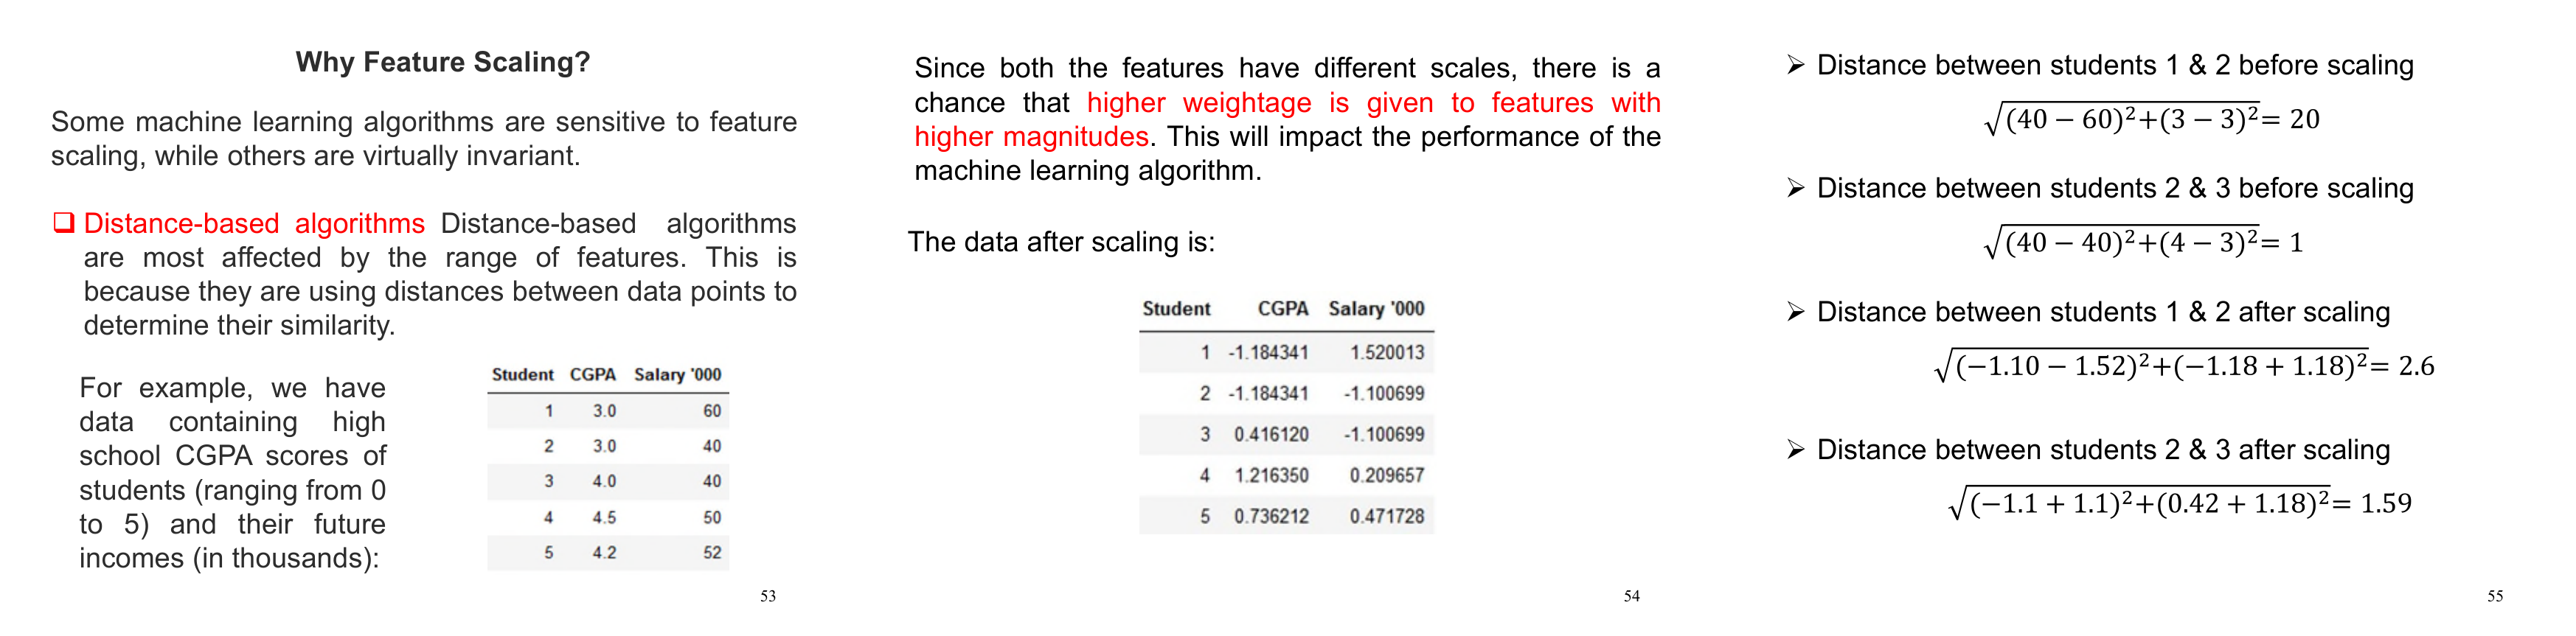 Why Feature Scaling?
Some machine learning algorithms are sensitive to feature
scaling, while others are virtually invariant.
❑ Distance-based algorithms Distance-based algorithms
are most affected by the range of features. This is
because they are using distances between data points to
determine their similarity.
For example, we have
data containing high
school CGPA scores of
students (ranging from 0
to 5) and their future
incomes (in thousands):
Student CGPA Salary '000
1 3.0 60
2 3.0 40
3 4.0 40
4 4.5 50
5 4.2 52
53
Since both the features have different scales, there is a
chance that higher weightage is given to features with
higher magnitudes. This will impact the performance of the
machine learning algorithm.
The data after scaling is:
Student CGPA Salary '000
1 -1.184341 1.520013
2 -1.184341 -1.100699
3 0.416120 -1.100699
4 1.216350 0.209657
5 0.736212 0.471728
54
➢ Distance between students 1 & 2 before scaling
√(40 − 60)²+(3 − 3)²= 20
➢ Distance between students 2 & 3 before scaling
√(40 − 40)²+(4 − 3)²= 1
➢ Distance between students 1 & 2 after scaling
√(−1.10 − 1.52)²+(−1.18 + 1.18)²= 2.6
➢ Distance between students 2 & 3 after scaling
√(−1.1 + 1.1)²+(0.42 + 1.18)²= 1.59
55